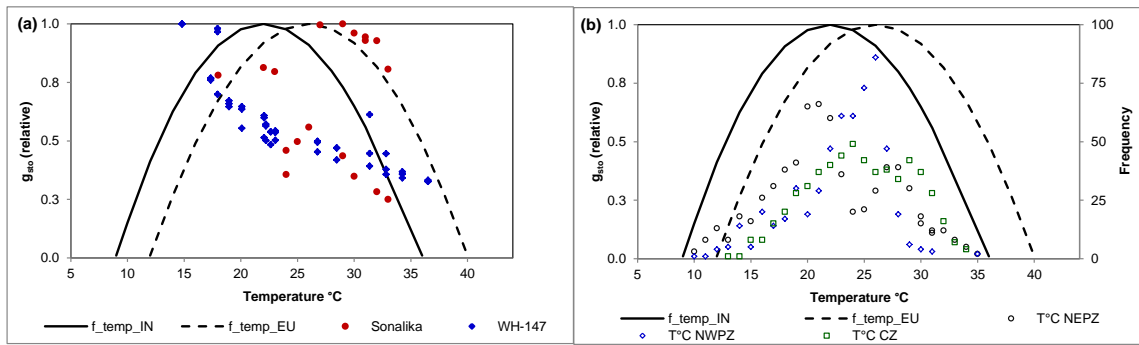 (a)
1.0
0.8
0.5
0.3
0.0
g_sto (relative)
5 10 15 20 25 30 35 40
Temperature °C
f_temp_IN f_temp_EU Sonalika WH-147
(b)
1.0
0.8
0.5
0.3
0.0
g_sto (relative)
100
75
50
25
0
Frequency
5 10 15 20 25 30 35 40
Temperature °C
f_temp_IN f_temp_EU T°C NEPZ
T°C NWPZ T°C CZ